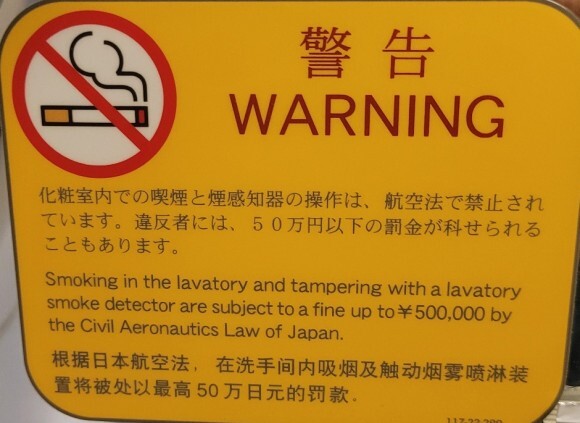 警告
WARNING
化粧室内での喫煙と煙感知器の操作は、航空法で禁止され
ています。違反者には、５０万円以下の罰金が科せられる
こともあります。
Smoking in the lavatory and tampering with a lavatory
smoke detector are subject to a fine up to ¥500,000 by
the Civil Aeronautics Law of Japan.
根据日本航空法，在洗手间内吸烟及触动烟雾喷淋装
置将被处以最高 50 万日元的罚款.